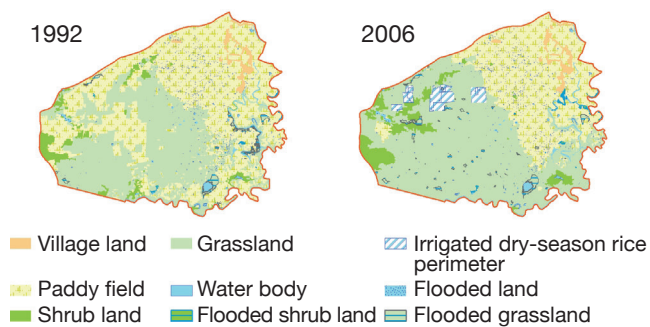 1992
2006
Village land
Grassland
Irrigated dry-season rice
perimeter
Paddy field
Water body
Flooded land
Shrub land
Flooded shrub land
Flooded grassland